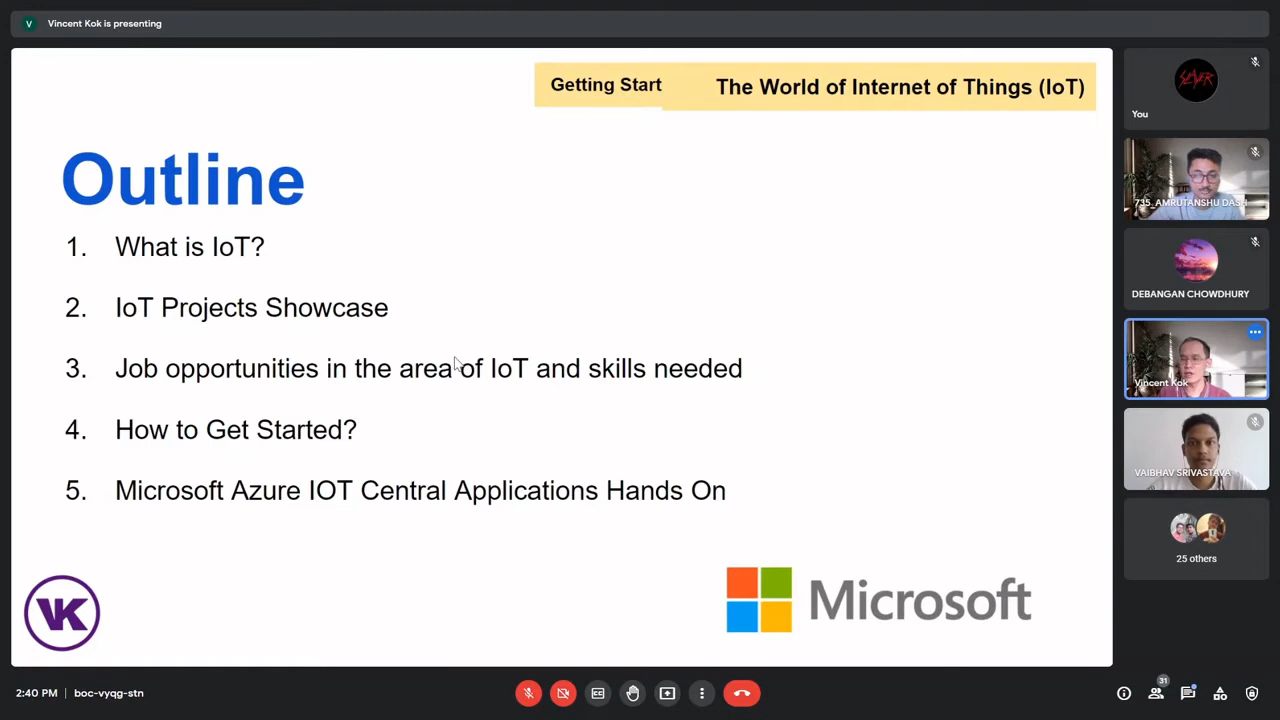 V Vincent Kok is presenting
Getting Start The World of Internet of Things (IoT)
Outline
1. What is IoT?
2. IoT Projects Showcase
3. Job opportunities in the area of IoT and skills needed
4. How to Get Started?
5. Microsoft Azure IOT Central Applications Hands On
VK
Microsoft
SLAYER
You
735_AMRUTANSHU DASH
DEBANGAN CHOWDHURY
Vincent Kok
VAIBHAV SRIVASTAVA
25 others
2:40 PM | boc-vyqg-stn
CC
31